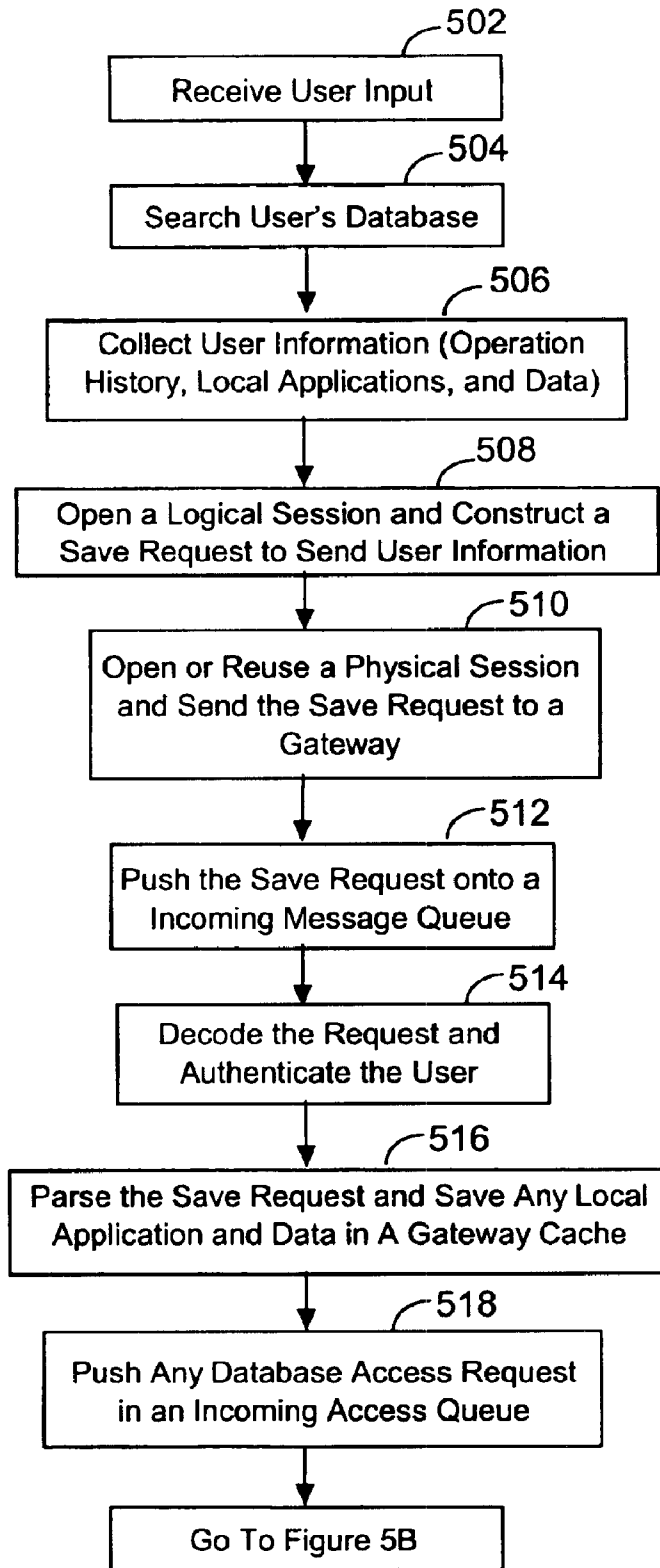 502
Receive User Input
504
Search User's Database
506
Collect User Information (Operation
History, Local Applications, and Data)
508
Open a Logical Session and Construct a
Save Request to Send User Information
510
Open or Reuse a Physical Session
and Send the Save Request to a
Gateway
512
Push the Save Request onto a
Incoming Message Queue
514
Decode the Request and
Authenticate the User
516
Parse the Save Request and Save Any Local
Application and Data in A Gateway Cache
518
Push Any Database Access Request
in an Incoming Access Queue
Go To Figure 5B